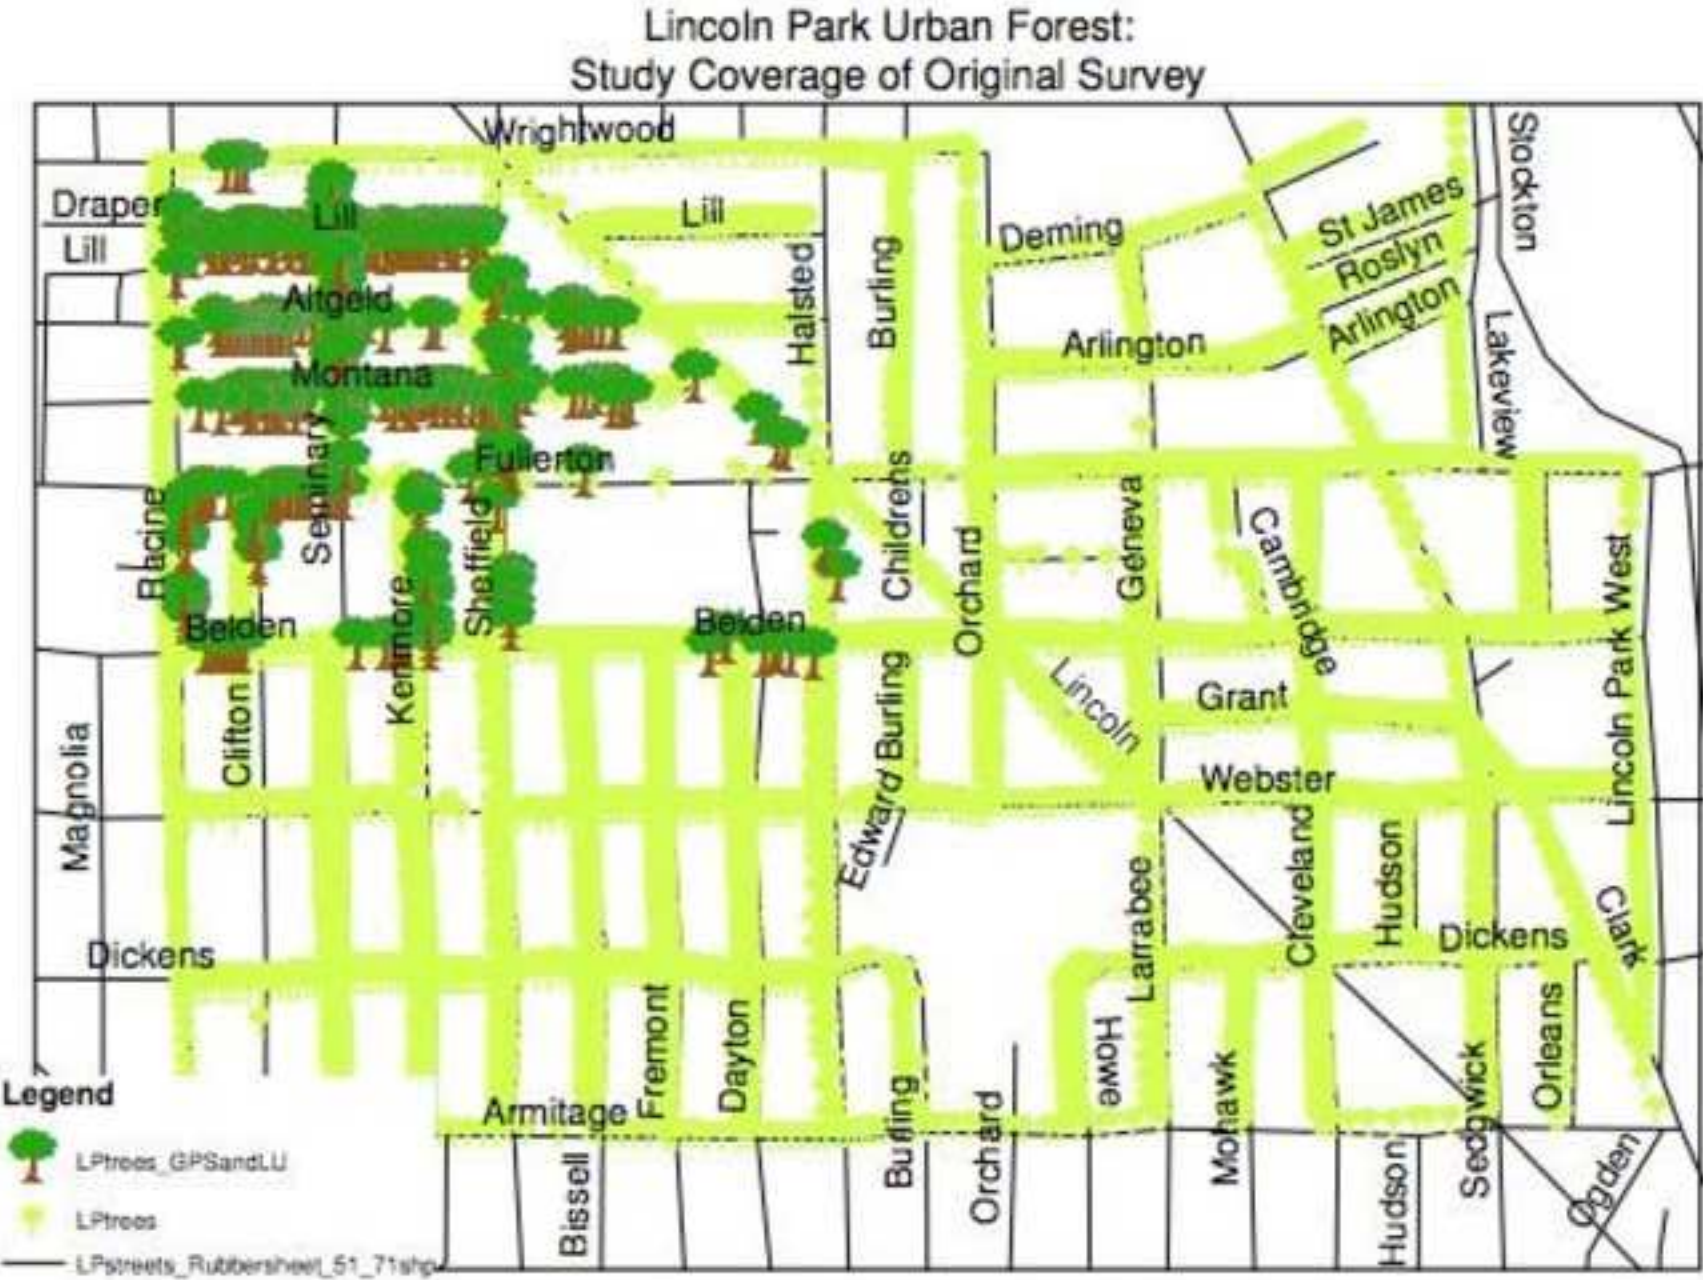 Lincoln Park Urban Forest:
Study Coverage of Original Survey
Wrightwood
Stockton
Draper
Lill
Lill
Lill
St James
Deming
Roslyn
Altgeld
Halsted
Burling
Arlington
Arlington
Lakeview
Montana
Seminary
Fullerton
Racine
Sheffield
Childrens
Orchard
Geneva
Cambridge
Lincoln Park West
Belden
Belden
Kenmore
Clifton
Magnolia
Burling
Edward
Lincoln
Grant
Webster
Larrabee
Cleveland
Hudson
Clark
Dickens
Dickens
Fremont
Dayton
Howe
Orleans
Armitage
Bissell
Burling
Orchard
Mohawk
Hudson
Sedgwick
Ogden
Legend
LPtrees_GPSandLU
LPtrees
LPstreets_Rubbersheet_51_71shp